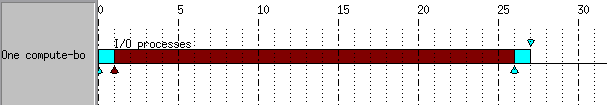 0 5 10 15 20 25 30
I/O processes
One compute-bo